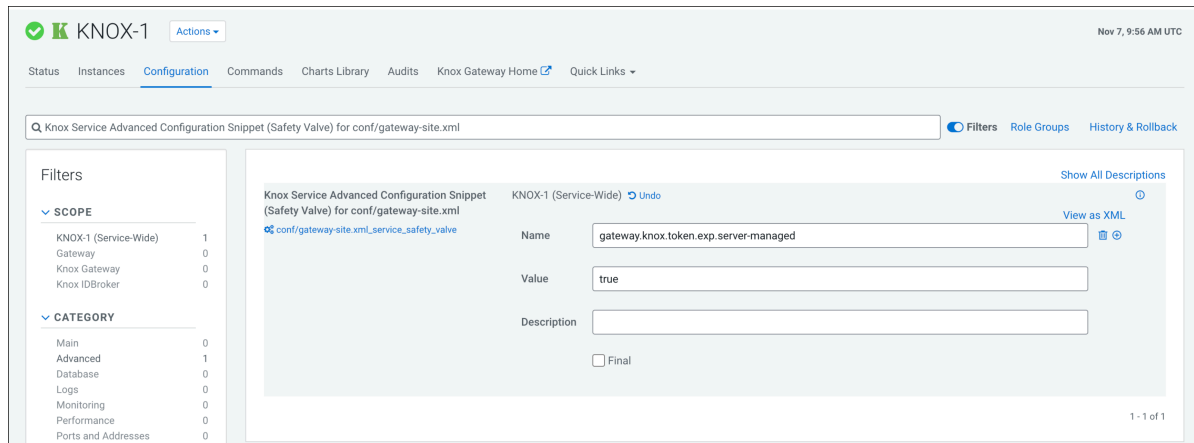 K KNOX-1 Actions
Nov 7, 9:56 AM UTC
Status Instances Configuration Commands Charts Library Audits Knox Gateway Home Quick Links
Knox Service Advanced Configuration Snippet (Safety Valve) for conf/gateway-site.xml
Filters Role Groups History & Rollback
Filters
SCOPE
KNOX-1 (Service-Wide) 1
Gateway 0
Knox Gateway 0
Knox IDBroker 0
CATEGORY
Main 0
Advanced 1
Database 0
Logs 0
Monitoring 0
Performance 0
Ports and Addresses 0
Show All Descriptions
Knox Service Advanced Configuration Snippet
(Safety Valve) for conf/gateway-site.xml
conf/gateway-site.xml_service_safety_valve
KNOX-1 (Service-Wide) Undo
View as XML
Name gateway.knox.token.exp.server-managed
Value true
Description
Final
1 - 1 of 1